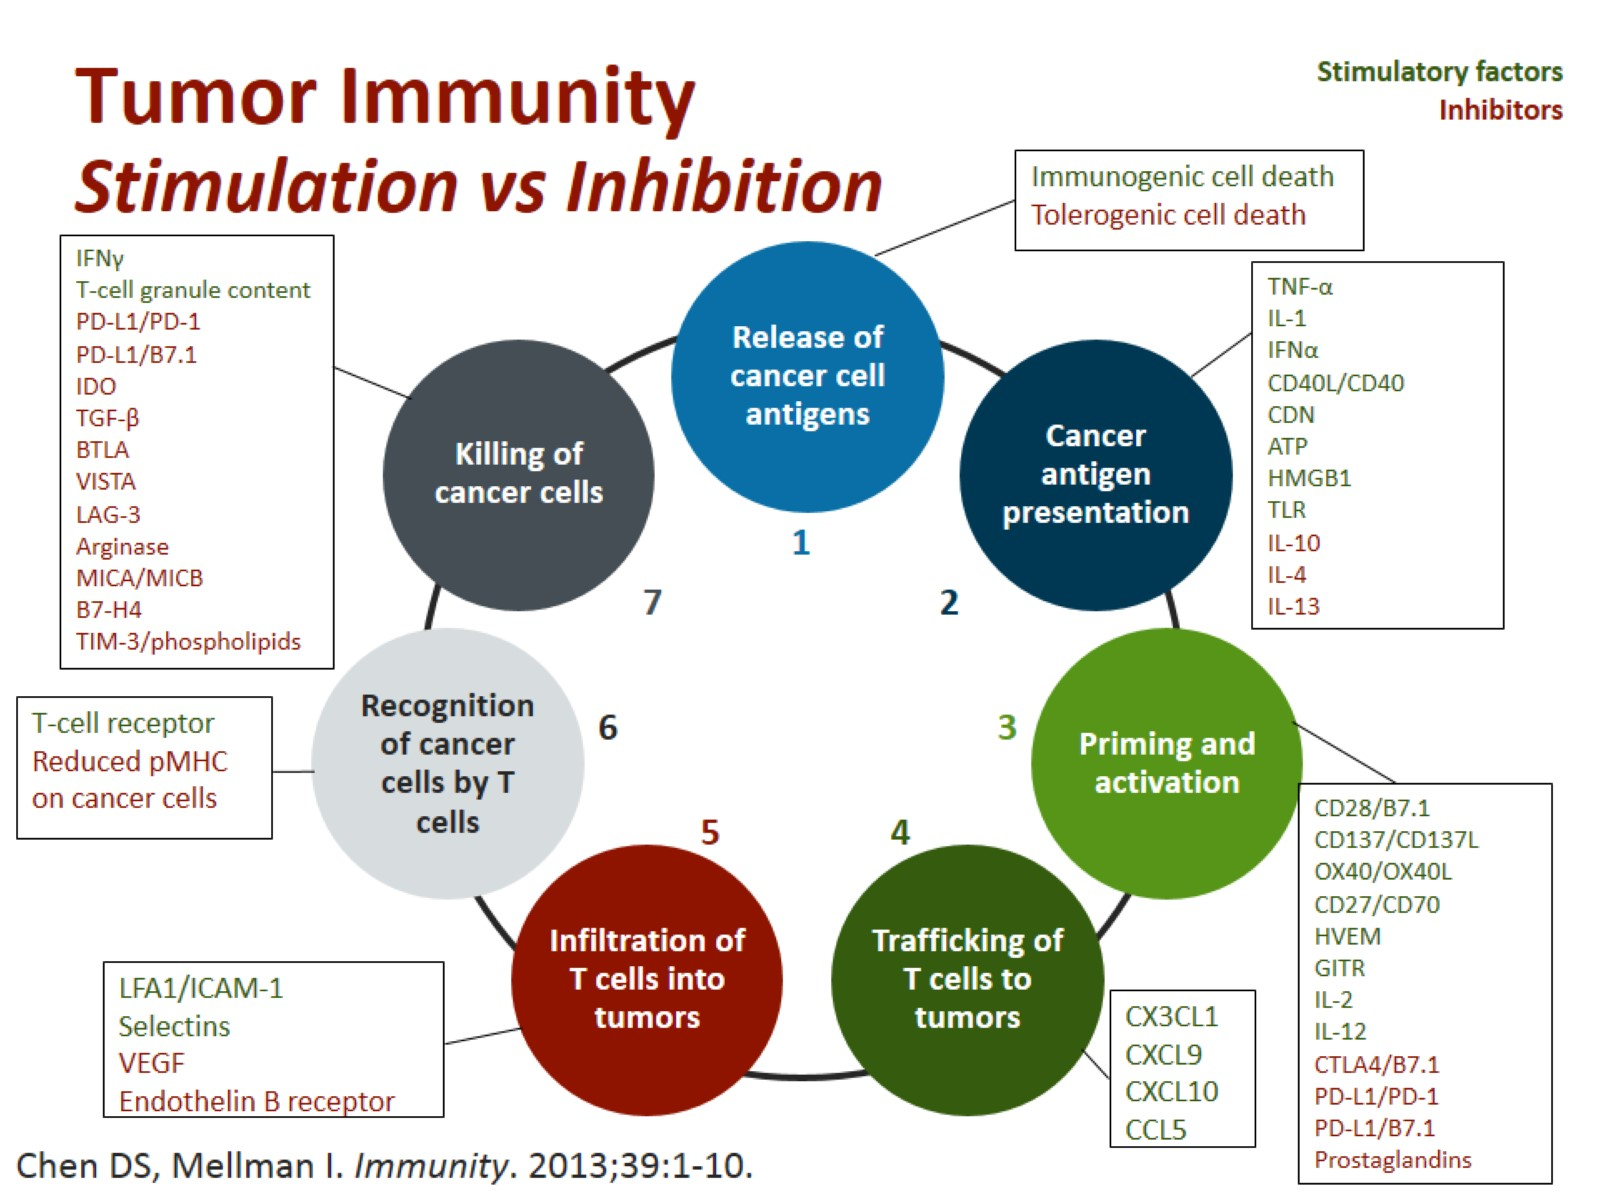 Tumor Immunity
Stimulation vs Inhibition
Stimulatory factors
Inhibitors
Immunogenic cell death
Tolerogenic cell death
IFNγ
T-cell granule content
PD-L1/PD-1
PD-L1/B7.1
IDO
TGF-β
BTLA
VISTA
LAG-3
Arginase
MICA/MICB
B7-H4
TIM-3/phospholipids
TNF-α
IL-1
IFNα
CD40L/CD40
CDN
ATP
HMGB1
TLR
IL-10
IL-4
IL-13
Release of
cancer cell
antigens
1
Cancer
antigen
presentation
2
Priming and
activation
3
Trafficking of
T cells to
tumors
4
Infiltration of
T cells into
tumors
5
Recognition
of cancer
cells by T
cells
6
Killing of
cancer cells
7
T-cell receptor
Reduced pMHC
on cancer cells
CD28/B7.1
CD137/CD137L
OX40/OX40L
CD27/CD70
HVEM
GITR
IL-2
IL-12
CTLA4/B7.1
PD-L1/PD-1
PD-L1/B7.1
Prostaglandins
LFA1/ICAM-1
Selectins
VEGF
Endothelin B receptor
CX3CL1
CXCL9
CXCL10
CCL5
Chen DS, Mellman I. Immunity. 2013;39:1-10.